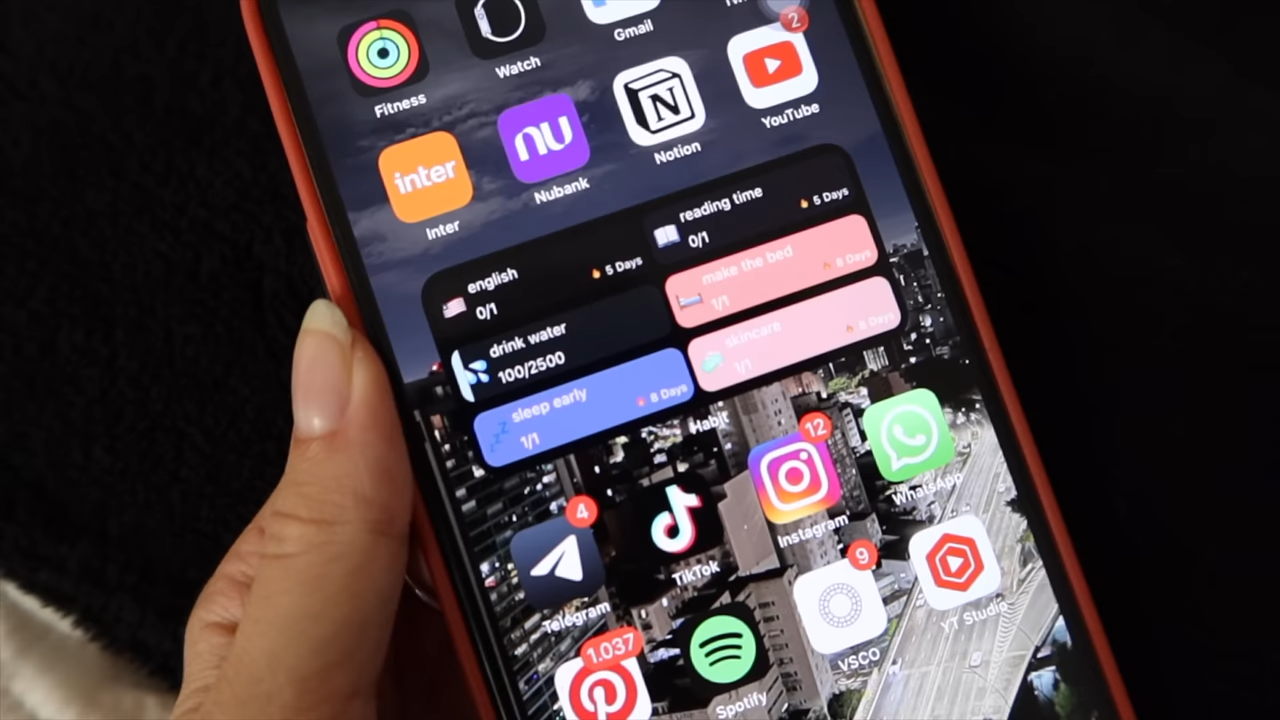 Fitness
Watch
Gmail
2
inter
Inter
nu
Nubank
N
Notion
YouTube
english
0/1
5 Days
reading time
0/1
5 Days
drink water
100/2500
make the bed
1/1
8 Days
sleep early
1/1
8 Days
skincare
1/1
8 Days
Habit
4
Telegram
TikTok
12
Instagram
WhatsApp
1.037
Spotify
9
VSCO
YT Studio